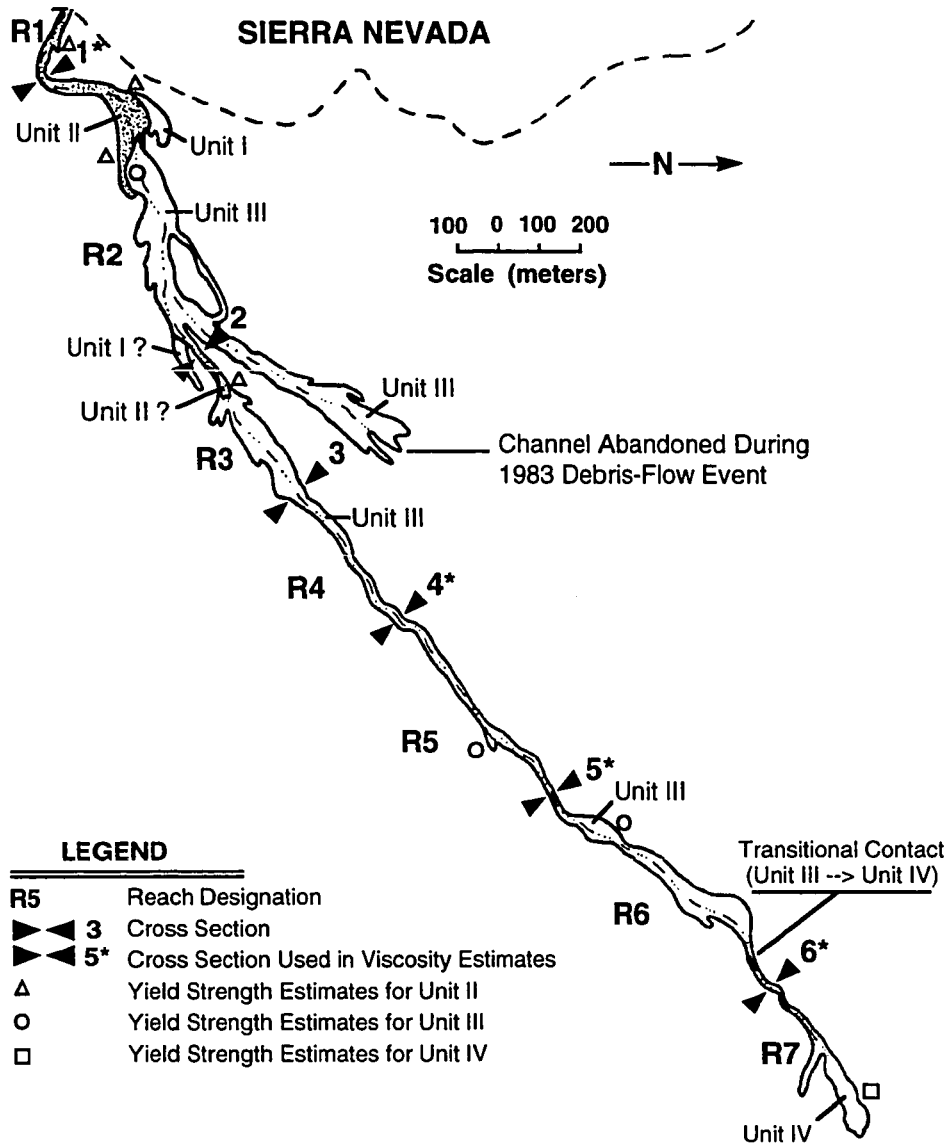 R1
SIERRA NEVADA
1*
Unit II
Unit I
N
Unit III
100 0 100 200
Scale (meters)
R2
2
Unit I ?
Unit II ?
Unit III
R3
3
Channel Abandoned During
1983 Debris-Flow Event
Unit III
R4
4*
R5
5*
Unit III
Transitional Contact
(Unit III --> Unit IV)
R6
6*
R7
Unit IV
LEGEND
R5 Reach Designation
3 Cross Section
5* Cross Section Used in Viscosity Estimates
Yield Strength Estimates for Unit II
Yield Strength Estimates for Unit III
Yield Strength Estimates for Unit IV